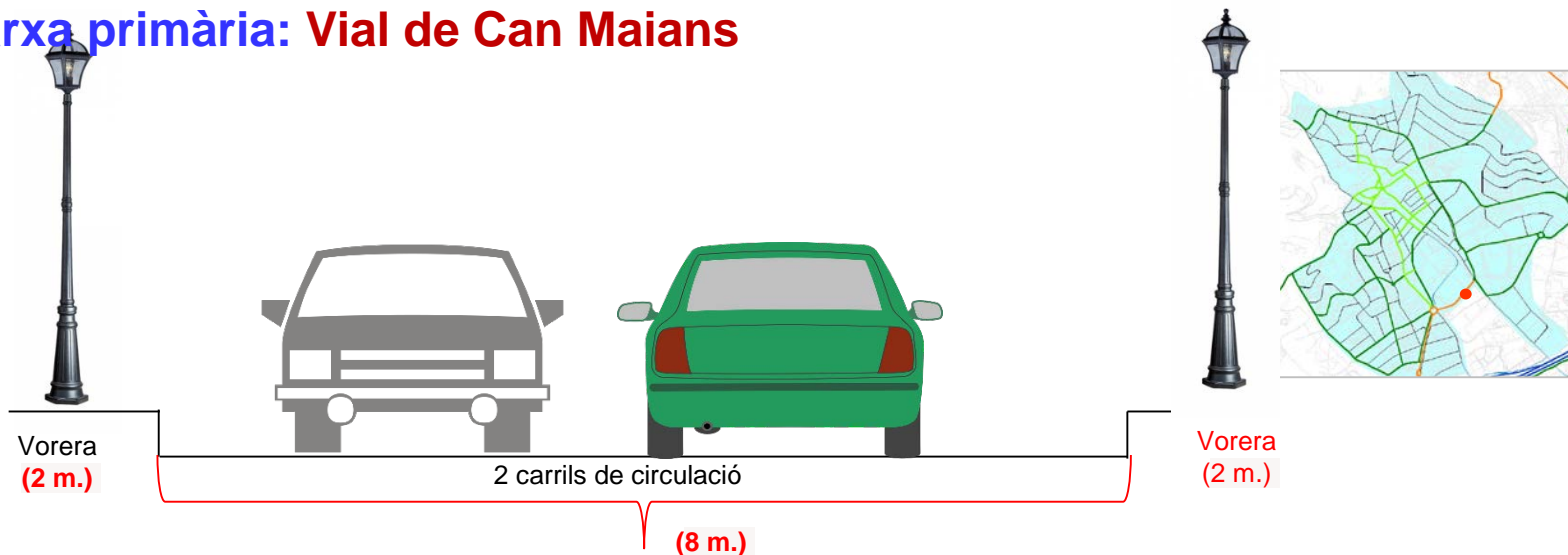 rxa primària: Vial de Can Maians
Vorera
(2 m.)
2 carrils de circulació
(8 m.)
Vorera
(2 m.)